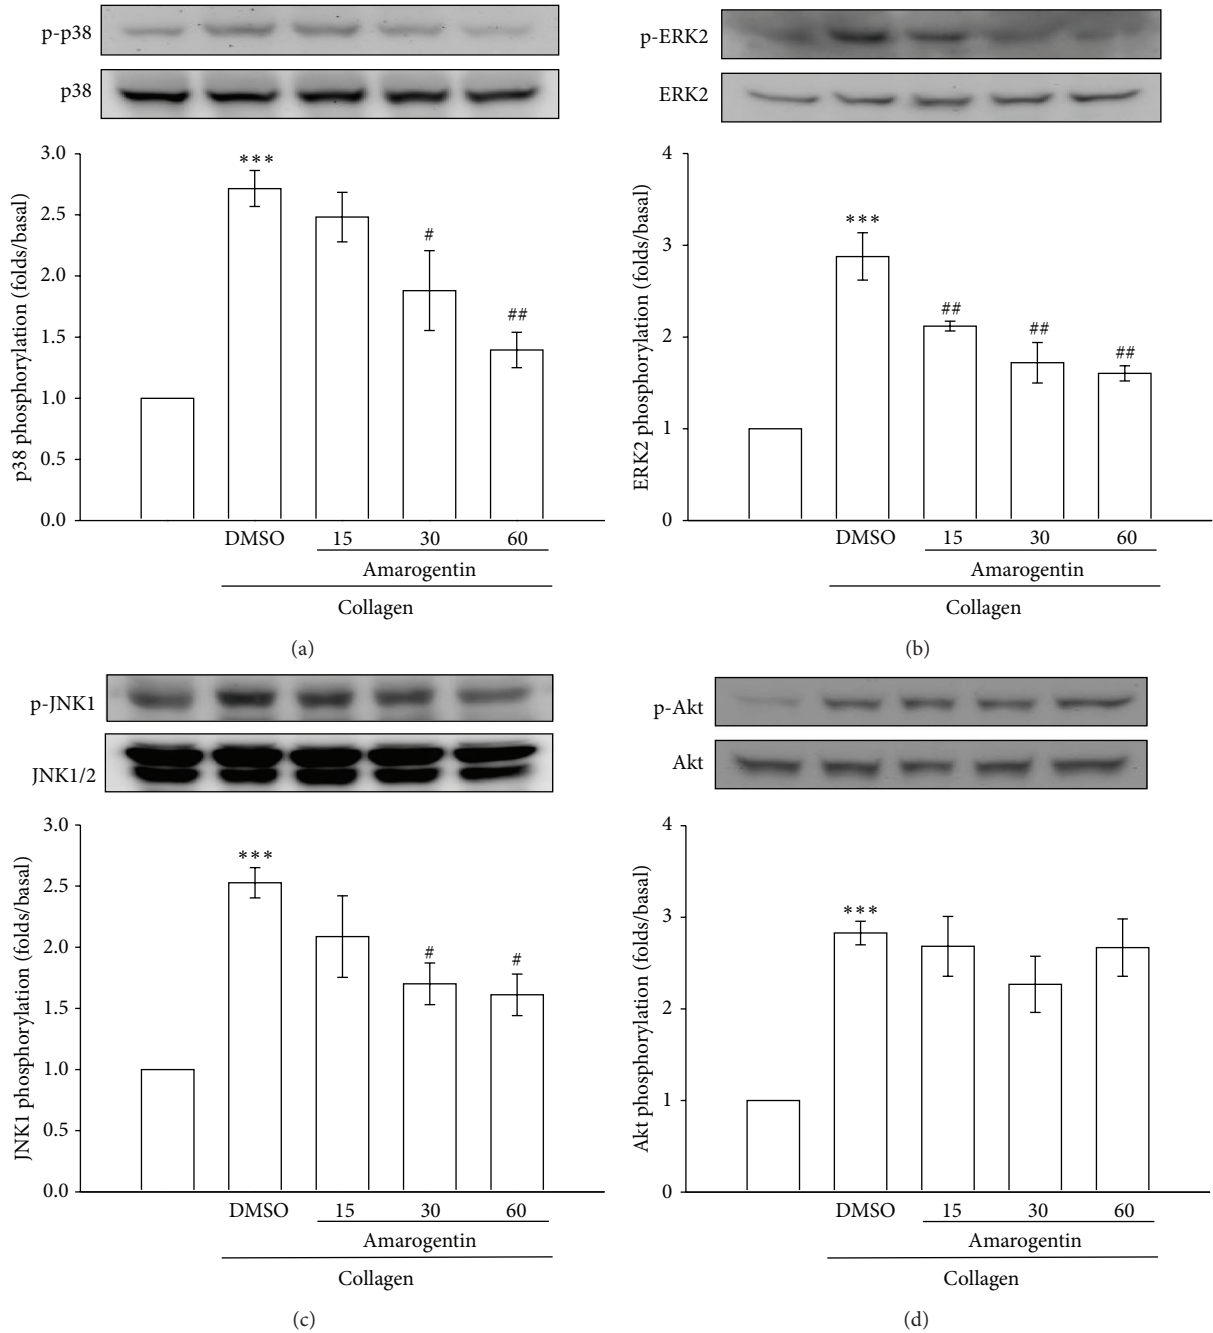 p-p38
p38
p38 phosphorylation (folds/basal)
3.0
2.5
2.0
1.5
1.0
0.5
0.0
***
#
##
DMSO 15 30 60
Amarogentin
Collagen
(a)
p-ERK2
ERK2
ERK2 phosphorylation (folds/basal)
4
3
2
1
0
***
##
##
##
DMSO 15 30 60
Amarogentin
Collagen
(b)
p-JNK1
JNK1/2
JNK1 phosphorylation (folds/basal)
3.0
2.5
2.0
1.5
1.0
0.5
0.0
***
# #
DMSO 15 30 60
Amarogentin
Collagen
(c)
p-Akt
Akt
Akt phosphorylation (folds/basal)
4
3
2
1
0
***
DMSO 15 30 60
Amarogentin
Collagen
(d)